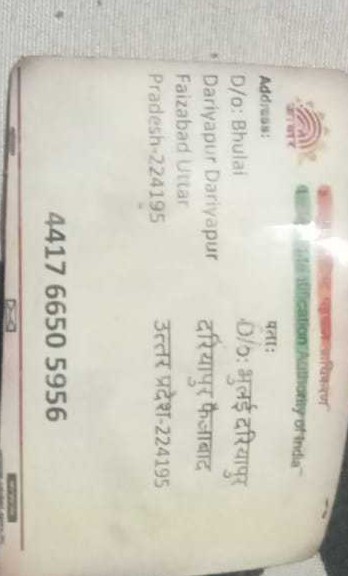 आधार
Identification Authority of India
Address:
D/o: Bhulai
Dariyapur Dariyapur
Faizabad Uttar
Pradesh-224195
पता:
D/o: भुलई दरियापुर
दरियापुर फैजाबाद
उत्तर प्रदेश-224195
4417 6650 5956